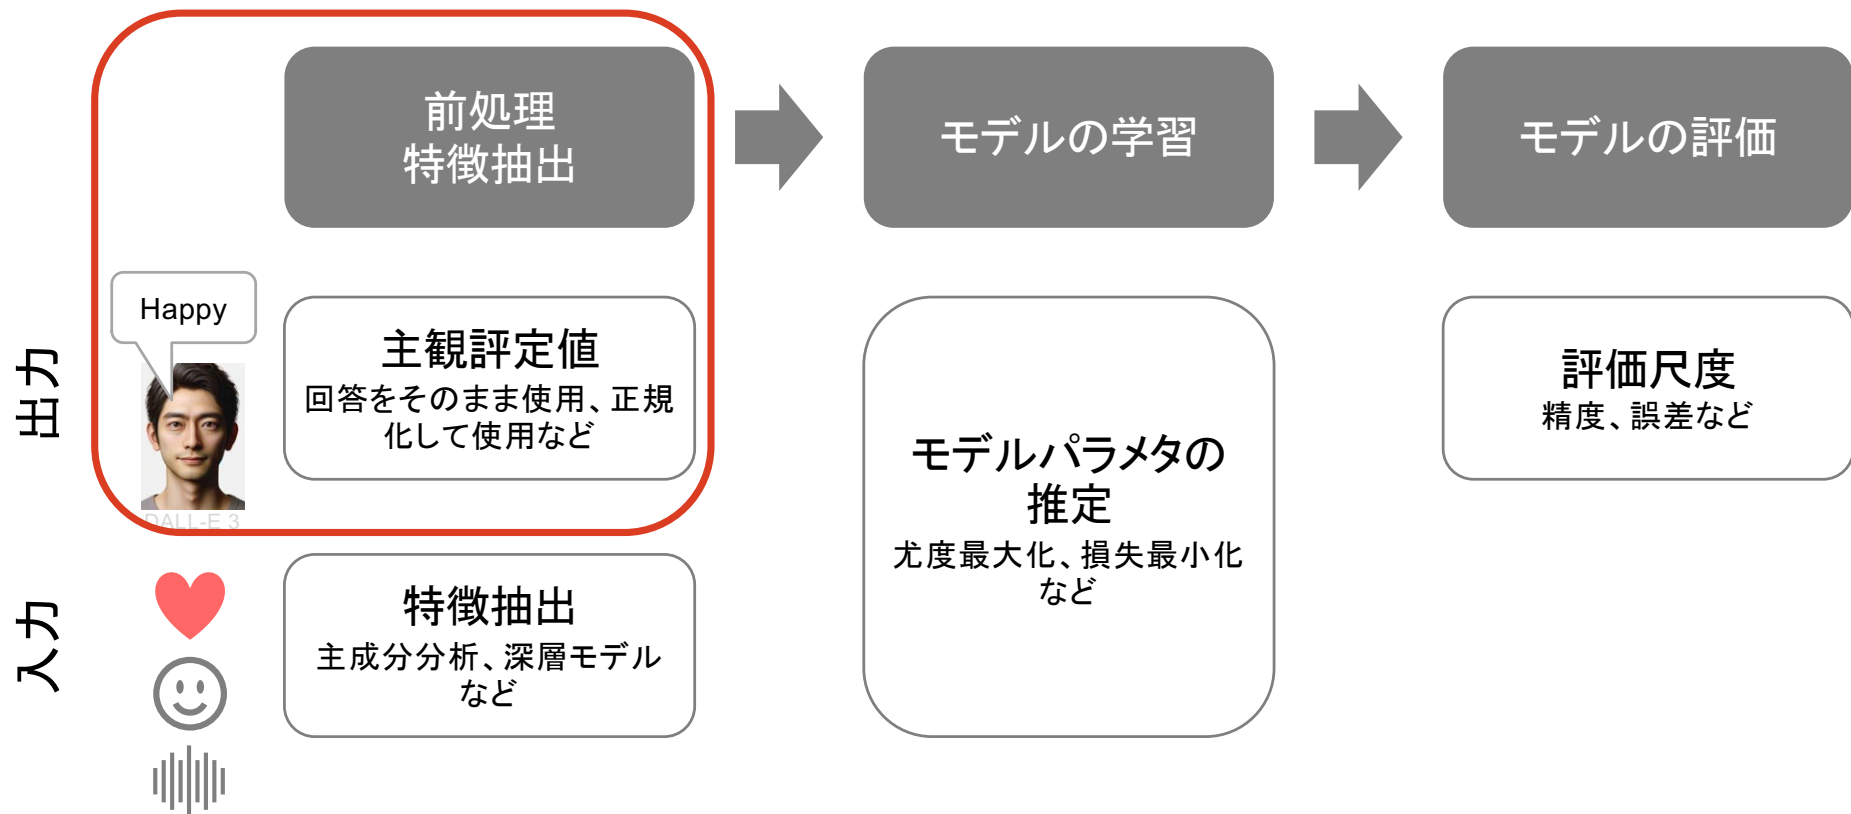 前処理
特徴抽出
モデルの学習
モデルの評価
出力
Happy
DALL-E 3
主観評定値
回答をそのまま使用、正規
化して使用など
モデルパラメタの
推定
尤度最大化、損失最小化
など
評価尺度
精度、誤差など
入力
特徴抽出
主成分分析、深層モデル
など